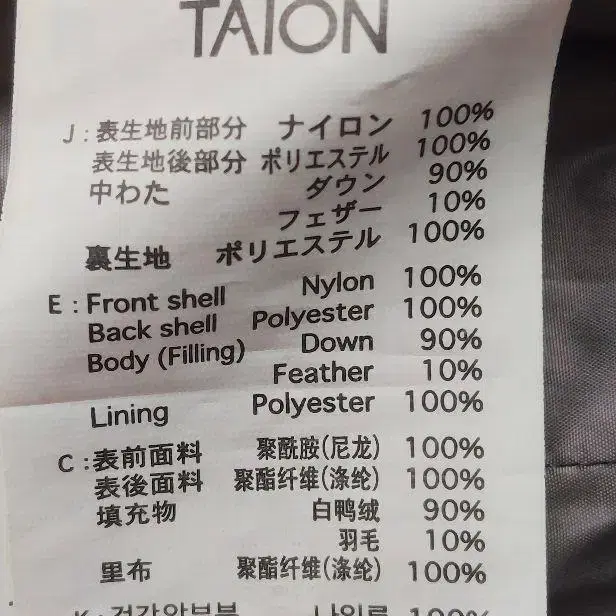 TAION
J : 表生地前部分 ナイロン 100%
表生地後部分 ポリエステル 100%
中わた ダウン 90%
フェザー 10%
裏生地 ポリエステル 100%
E : Front shell Nylon 100%
Back shell Polyester 100%
Body (Filling) Down 90%
Feather 10%
Lining Polyester 100%
C : 表前面料 聚酰胺(尼龙) 100%
表後面料 聚酯纤维(涤纶) 100%
填充物 白鸭绒 90%
羽毛 10%
里布 聚酯纤维(涤纶) 100%